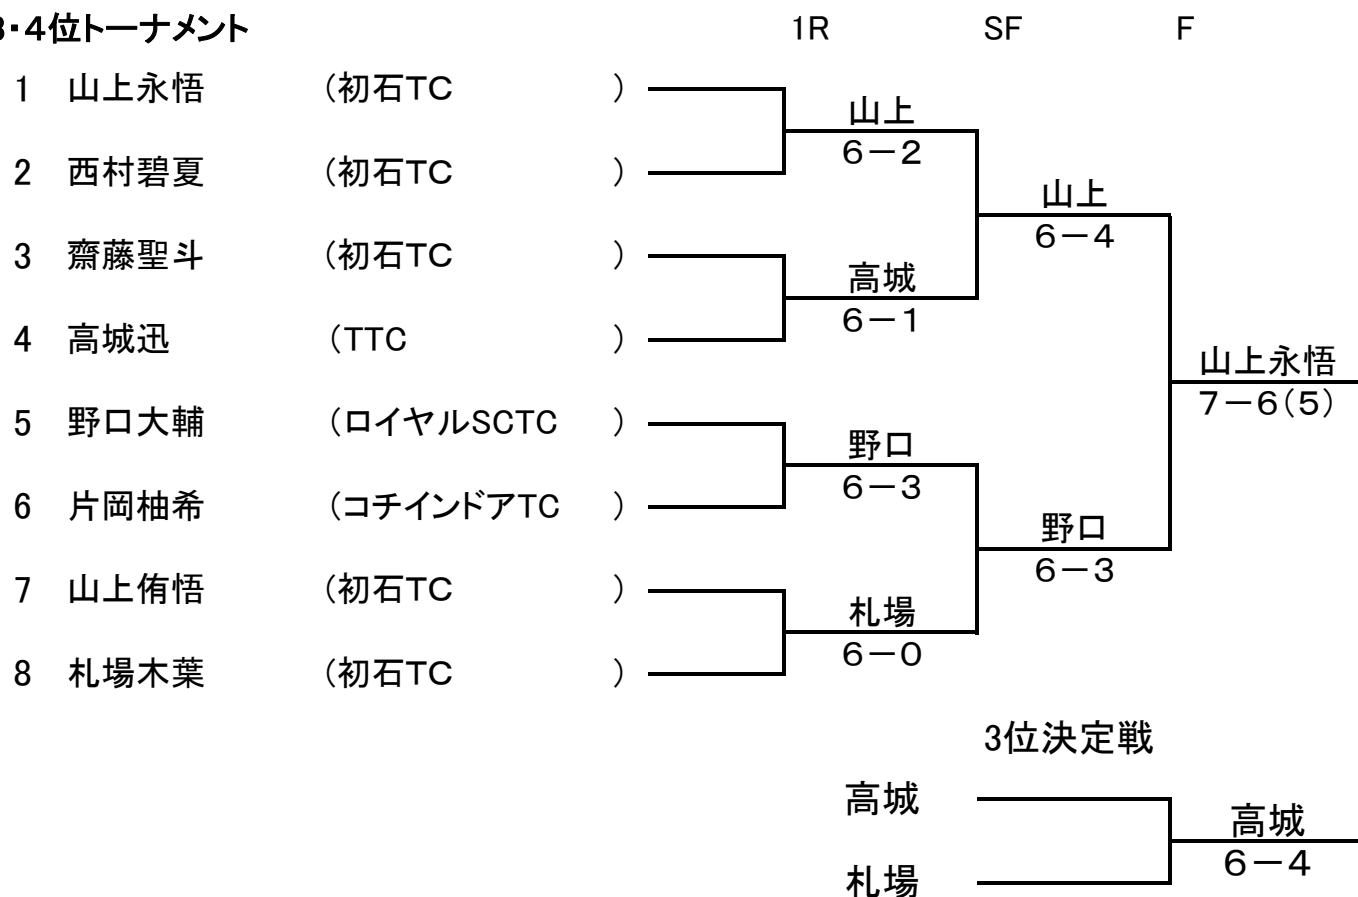 3・4位トーナメント 1R SF F
1 山上永悟 (初石TC )
山上
6-2
2 西村碧夏 (初石TC )
山上
6-4
3 齋藤聖斗 (初石TC )
高城
6-1
4 高城迅 (TTC )
山上永悟
7-6(5)
5 野口大輔 (ロイヤルSCTC )
野口
6-3
6 片岡柚希 (コチインドアTC )
野口
6-3
7 山上侑悟 (初石TC )
札場
6-0
8 札場木葉 (初石TC )
3位決定戦
高城
高城
6-4
札場